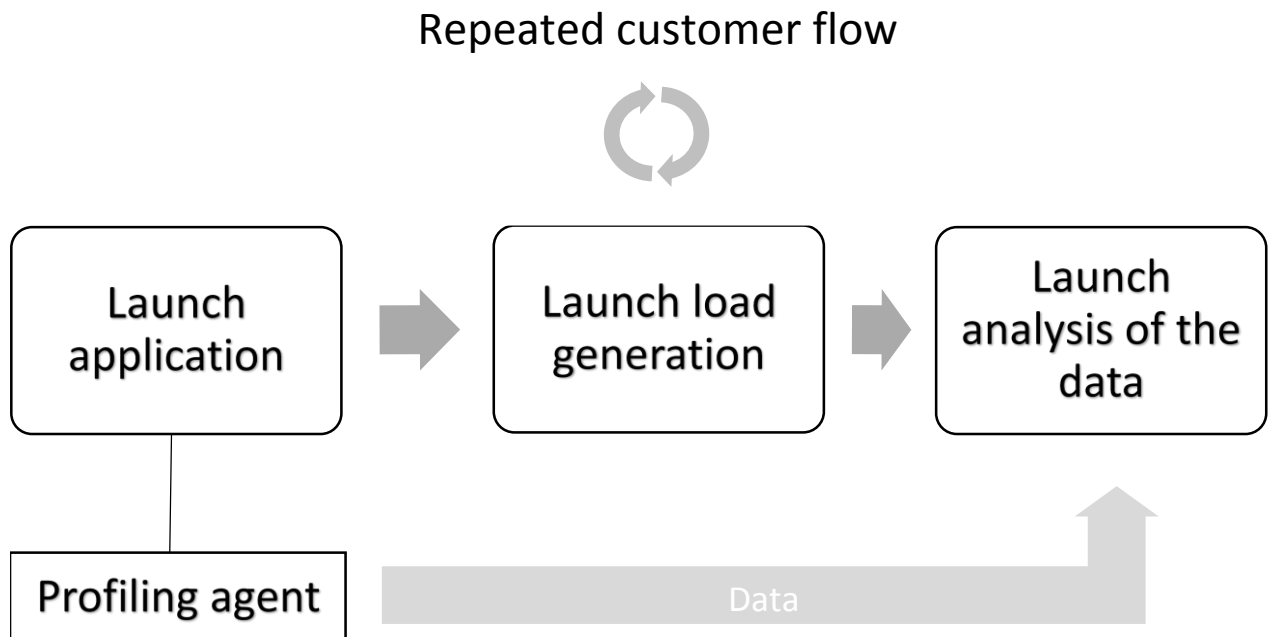 Repeated customer flow
Launch
application
Launch load
generation
Launch
analysis of the
data
Profiling agent
Data